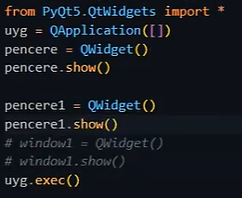 from PyQt5.QtWidgets import *
uyg = QApplication([])
pencere = QWidget()
pencere.show()
pencere1 = QWidget()
pencere1.show()
# window1 = QWidget()
# window1.show()
uyg.exec()